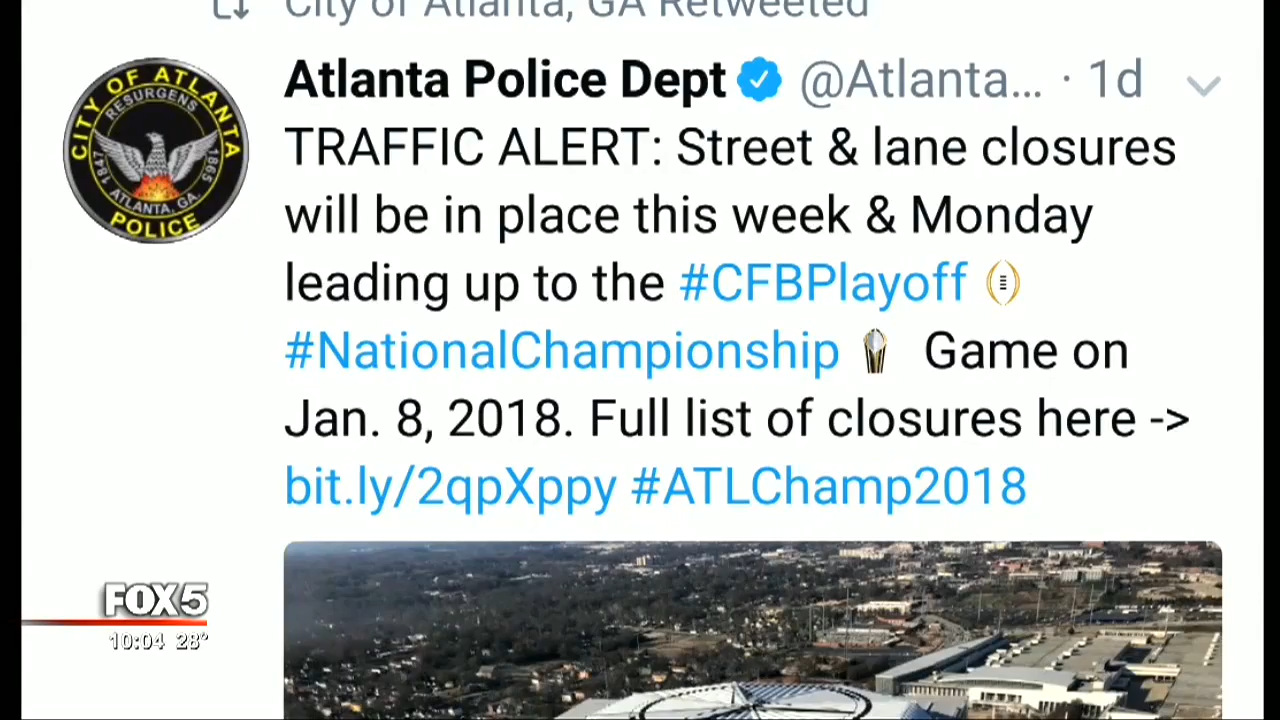 City of Atlanta, GA Retweeted
Atlanta Police Dept @Atlanta... · 1d
TRAFFIC ALERT: Street & lane closures
will be in place this week & Monday
leading up to the #CFBPlayoff
#NationalChampionship Game on
Jan. 8, 2018. Full list of closures here ->
bit.ly/2qpXppy #ATLChamp2018
CITY OF ATLANTA
RESURGENS
1847 1865
ATLANTA, GA.
POLICE
FOX 5
10:04 28°